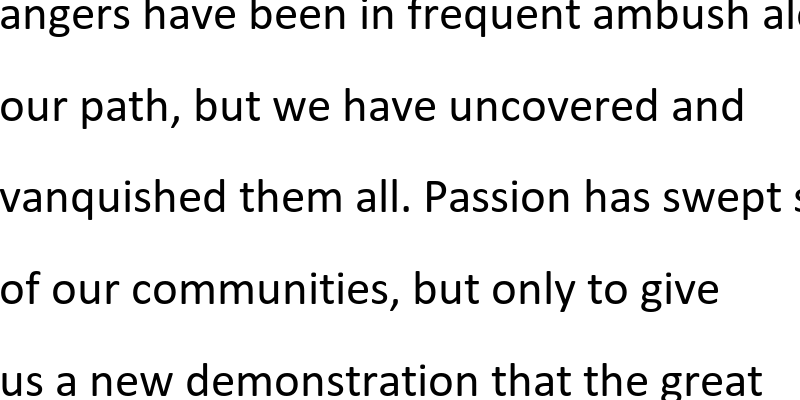 angers have been in frequent ambush
our path, but we have uncovered and
vanquished them all. Passion has swept
of our communities, but only to give
us a new demonstration that the great